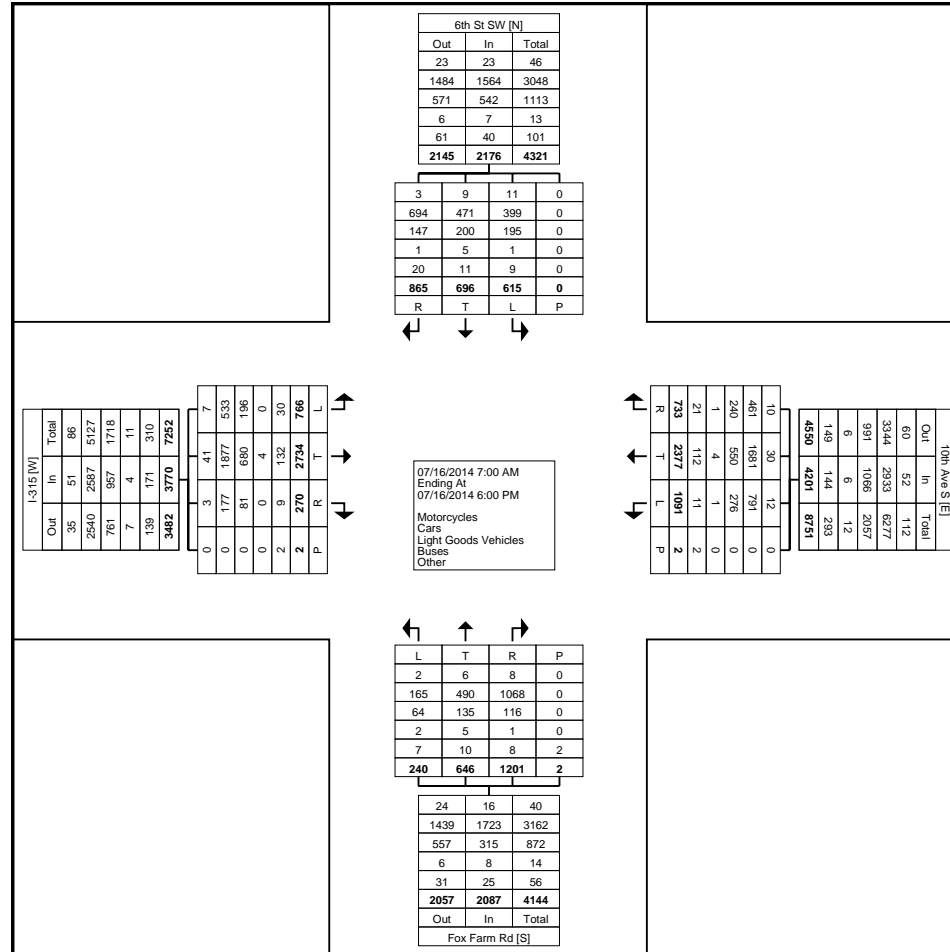 6th St SW [N]
Out In Total
23 23 46
1484 1564 3048
571 542 1113
6 7 13
61 40 101
2145 2176 4321
3 9 11 0
694 471 399 0
147 200 195 0
1 5 1 0
20 11 9 0
865 696 615 0
R T L P
I-315 [W]
Total 86 5127 1718 11 310 7252
In 51 2587 957 4 171 3770
Out 35 2540 761 7 139 3482
7 533 196 0 30 766 L
41 1877 680 4 132 2734 T
3 177 81 0 9 270 R
0 0 0 0 2 2 P
07/16/2014 7:00 AM
Ending At
07/16/2014 6:00 PM
Motorcycles
Cars
Light Goods Vehicles
Buses
Other
R 733 21 1 240 461 10
T 2377 112 4 550 1681 30
L 1091 11 1 276 791 12
P 2 2 0 0 0 0
4550 149 6 991 3344 60 Out
4201 144 6 1066 2933 52 In
8751 293 12 2057 6277 112 Total
10th Ave S [E]
L T R P
2 6 8 0
165 490 1068 0
64 135 116 0
2 5 1 0
7 10 8 2
240 646 1201 2
24 16 40
1439 1723 3162
557 315 872
6 8 14
31 25 56
2057 2087 4144
Out In Total
Fox Farm Rd [S]